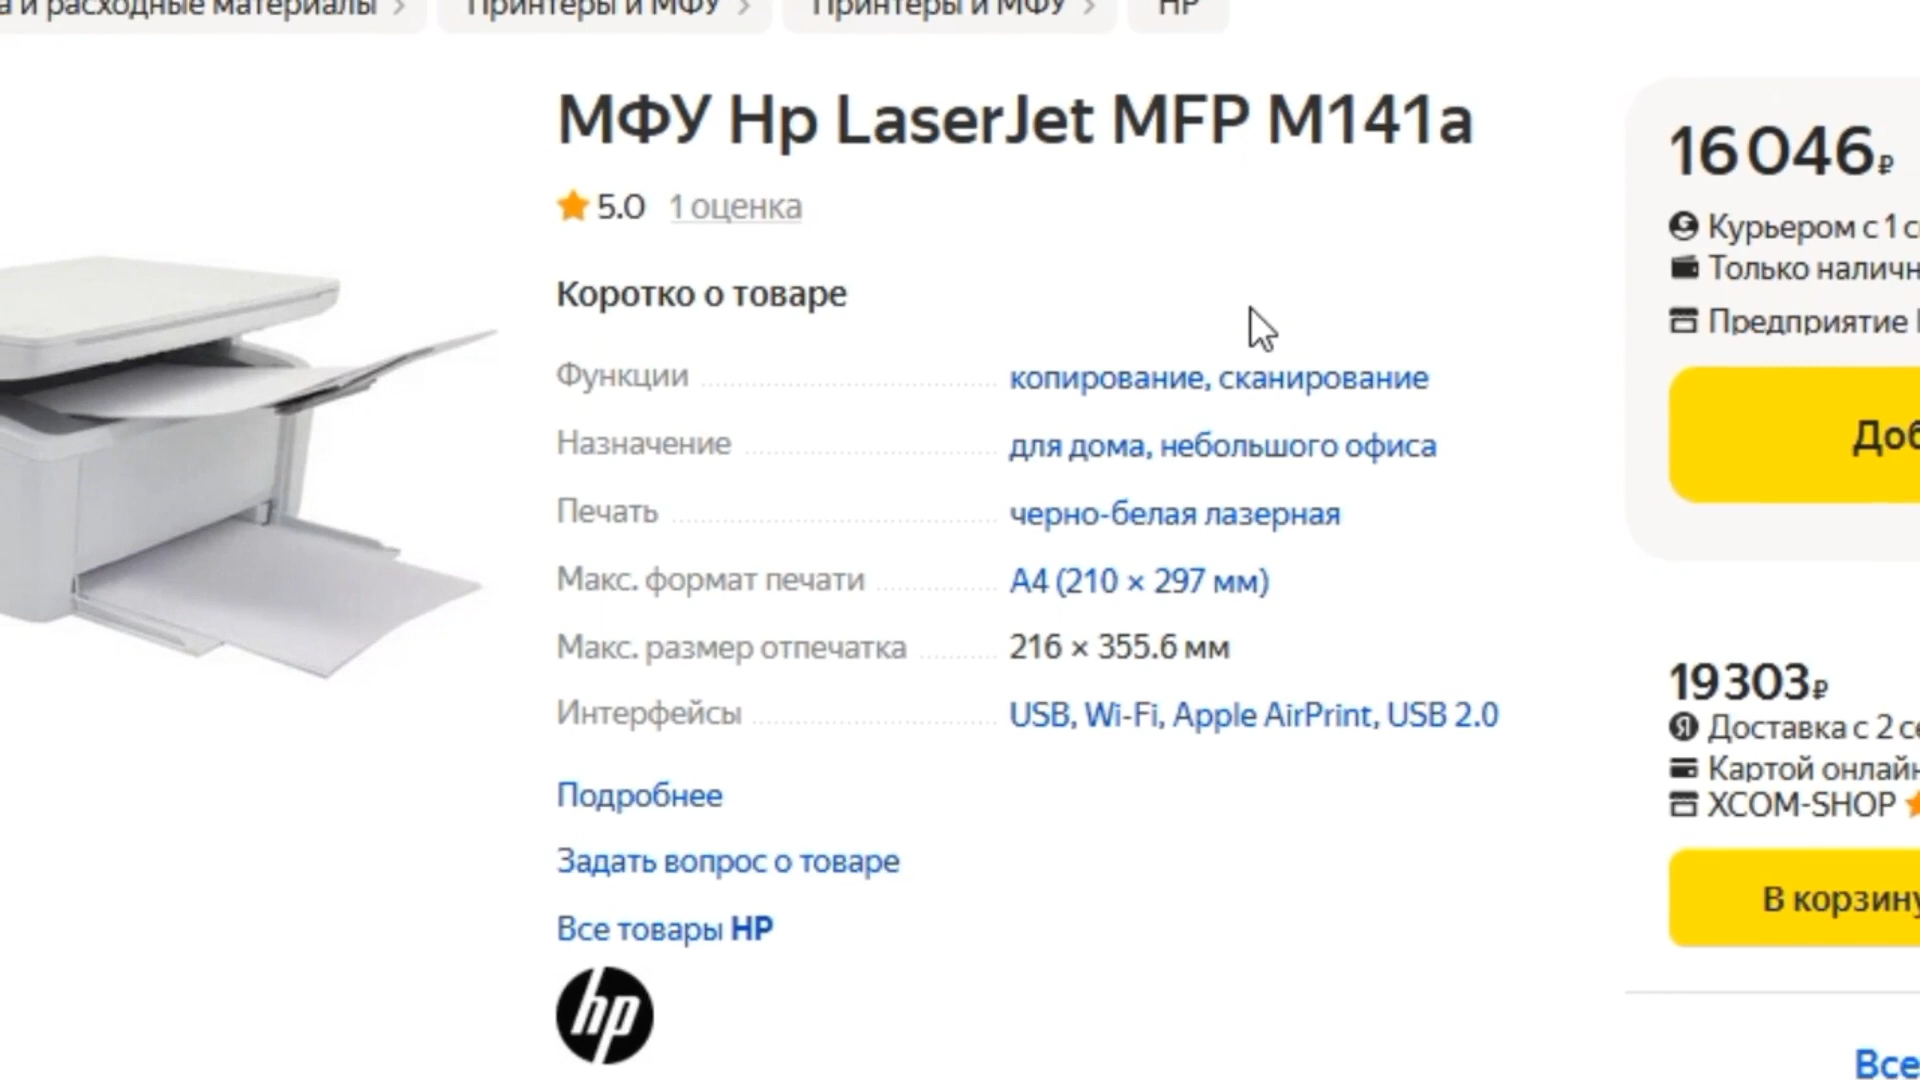 и расходные материалы
Принтеры и МФУ
Принтеры и МФУ
HP
МФУ Hp LaserJet MFP M141a
5.0 1 оценка
Коротко о товаре
Функции копирование, сканирование
Назначение для дома, небольшого офиса
Печать черно-белая лазерная
Макс. формат печати A4 (210 × 297 мм)
Макс. размер отпечатка 216 × 355.6 мм
Интерфейсы USB, Wi-Fi, Apple AirPrint, USB 2.0
Подробнее
Задать вопрос о товаре
Все товары HP
hp
16 046 ₽
Курьером с 1 с
Только наличн
Предприятие
Доб
19 303 ₽
Доставка с 2 се
Картой онлайн
XCOM-SHOP
В корзину
Все